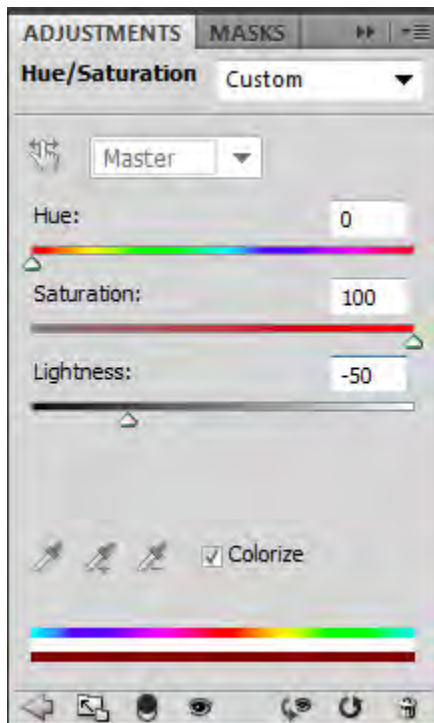 ADJUSTMENTS MASKS
Hue/Saturation Custom
Master
Hue: 0
Saturation: 100
Lightness: -50
Colorize